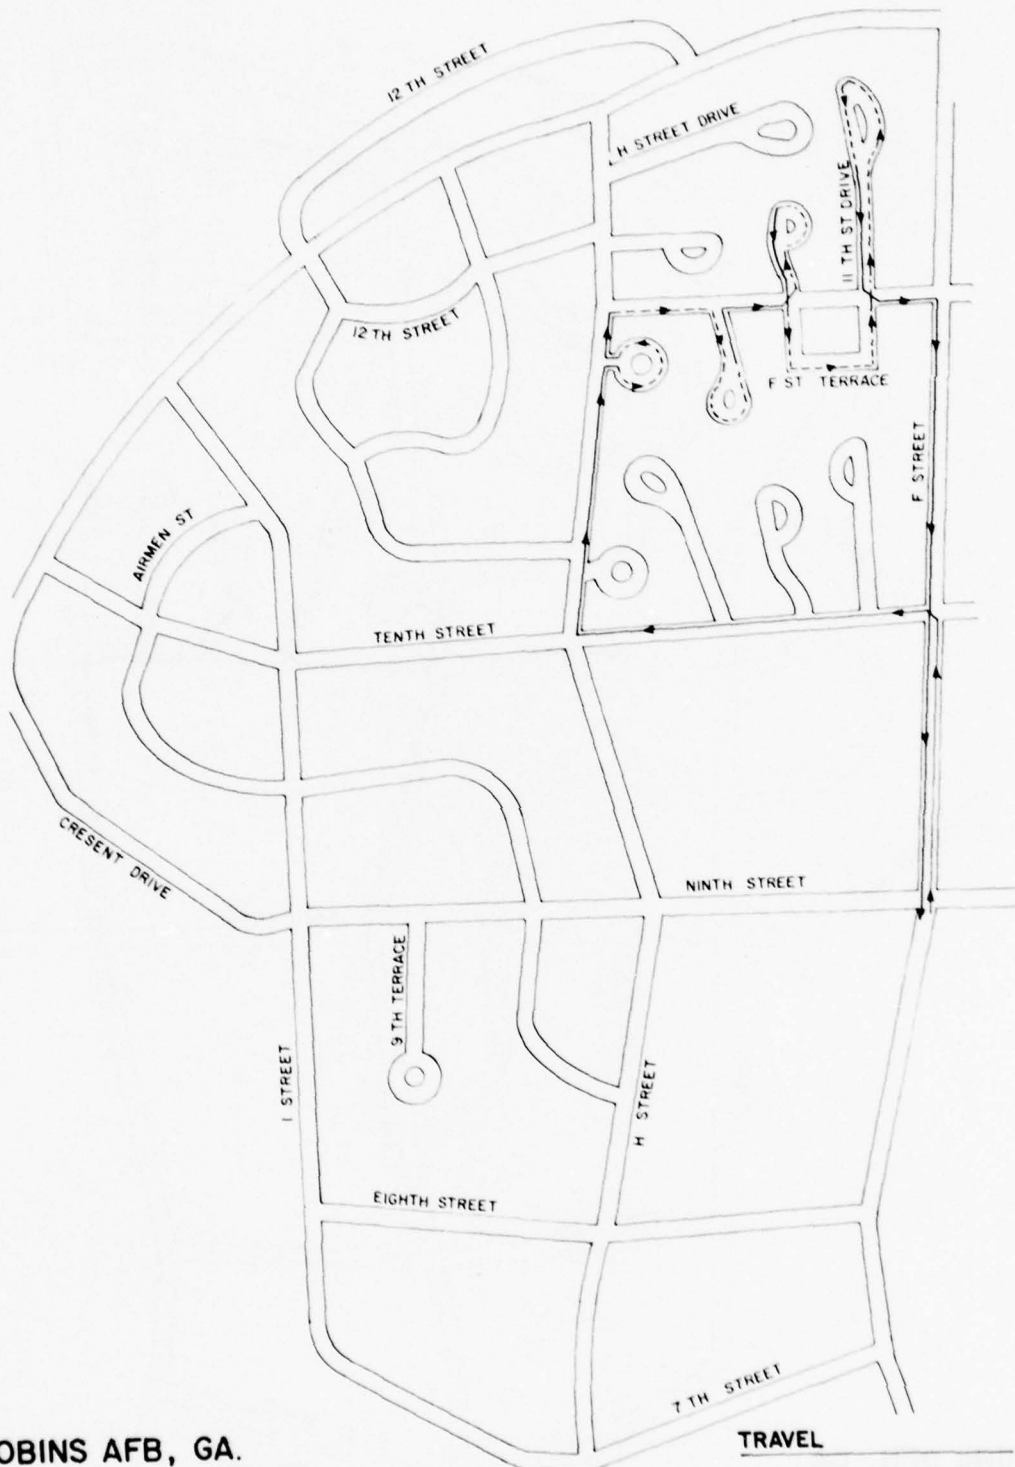 12 TH STREET
H STREET DRIVE
11 TH ST DRIVE
12 TH STREET
F ST TERRACE
F STREET
AIRMEN ST
TENTH STREET
CRESENT DRIVE
NINTH STREET
9 TH TERRACE
I STREET
H STREET
EIGHTH STREET
7 TH STREET
OBINS AFB, GA.
TRAVEL